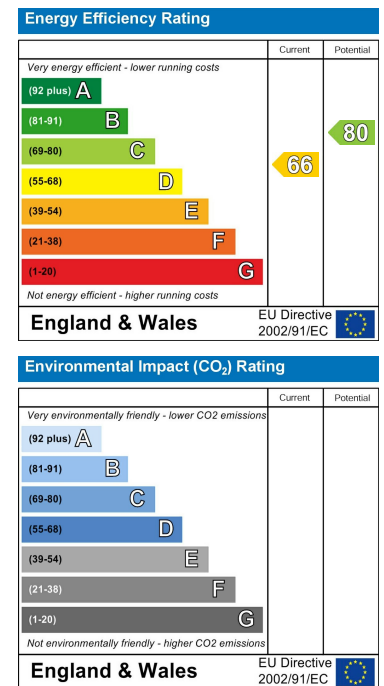 Energy Efficiency Rating
Current Potential
Very energy efficient - lower running costs
(92 plus) A
(81-91) B
80
(69-80) C
66
(55-68) D
(39-54) E
(21-38) F
(1-20) G
Not energy efficient - higher running costs
England & Wales
EU Directive
2002/91/EC
Environmental Impact (CO₂) Rating
Current Potential
Very environmentally friendly - lower CO2 emissions
(92 plus) A
(81-91) B
(69-80) C
(55-68) D
(39-54) E
(21-38) F
(1-20) G
Not environmentally friendly - higher CO2 emissions
England & Wales
EU Directive
2002/91/EC